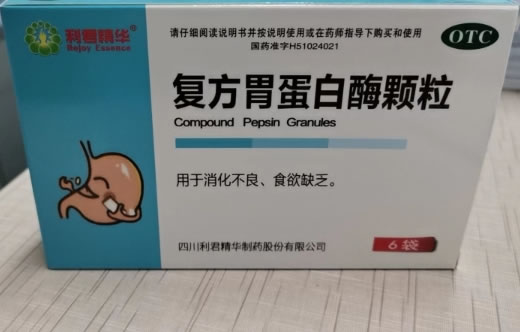 利君精华®
Rejoy Essence
请仔细阅读说明书并按说明使用或在药师指导下购买和使用
国药准字H51024021
OTC
复方胃蛋白酶颗粒
Compound Pepsin Granules
用于消化不良、食欲缺乏。
四川利君精华制药股份有限公司
6袋